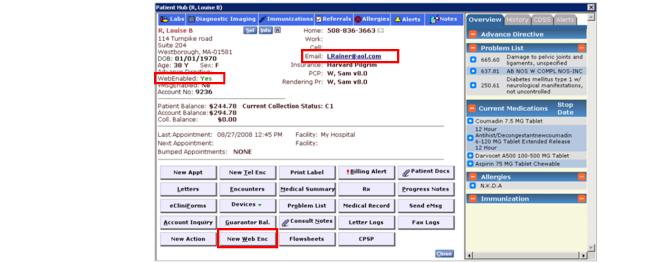 Patient Hub (R, Louise B)
Labs Diagnostic Imaging Immunizations Referrals Allergies Alerts Notes
R, Louise B Sel Info Home: 508-836-3663
114 Turnpike road Work:
Suite 204 Cell:
Westborough, MA-01581 Email: LRainer@aol.com
DOB: 01/01/1970 Insurance: Harvard Pilgrim
Age: 38 Y Sex: F PCP: W, Sam v8.0
Advance Directive: Rendering Pr: W, Sam v8.0
WebEnabled: Yes
VMsgEnabled: No
Account No: 9236
Patient Balance: $244.78 Current Collection Status: C1
Account Balance: $294.78
Coll. Balance: $0.00
Last Appointment: 08/27/2008 12:45 PM Facility: My Hospital
Next Appointment: Facility:
Bumped Appointments: NONE
New Appt New Tel Enc Print Label !Billing Alert Patient Docs
Letters Encounters Medical Summary Rx Progress Notes
eCliniForms Devices Problem List Medical Record Send eMsg
Account Inquiry Guarantor Bal. Consult Notes Letter Logs Fax Logs
New Action New Web Enc Flowsheets CPSP
Close
Overview History CDSS Alerts
Advance Directive
Problem List
665.60 Damage to pelvic joints and
ligaments, unspecified
637.81 AB NOS W COMPL NOS-INC
250.61 Diabetes mellitus type 1 w/
neurological manifestations,
not uncontrolled
Current Medications Stop
Date
Coumadin 7.5 MG Tablet
12 Hour
Antihist/Decongestantnewcoumadin
6-120 MG Tablet Extended Release
12 Hour
Darvocet A500 100-500 MG Tablet
Aspirin 75 MG Tablet Chewable
Allergies
N.K.D.A
Immunization